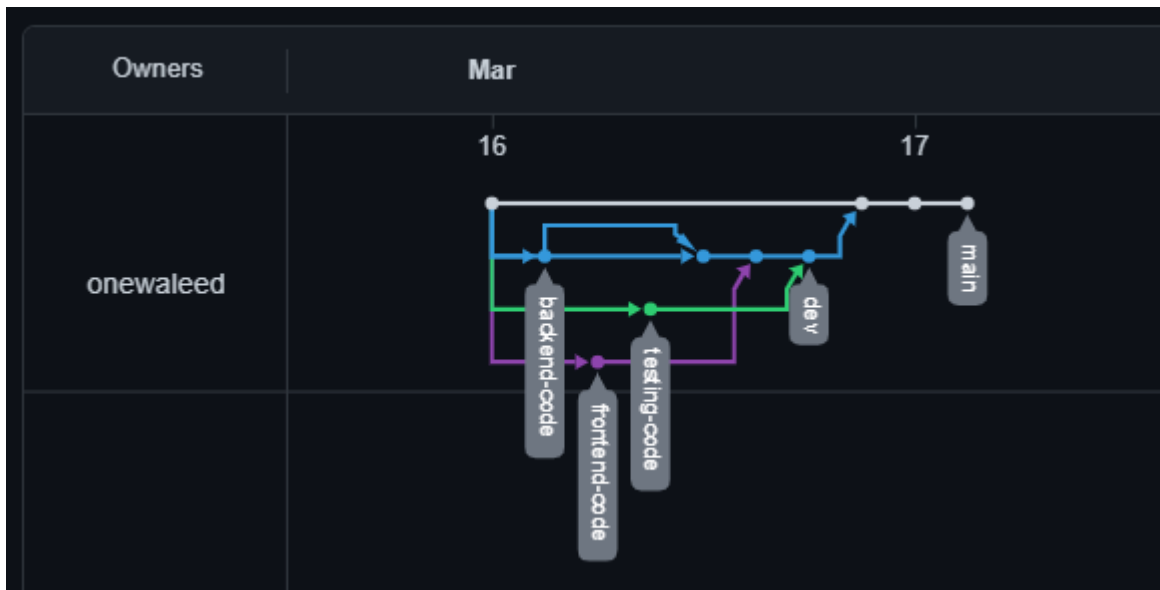 Owners
Mar
16
17
onewaleed
main
dev
backend-code
testing-code
frontend-code